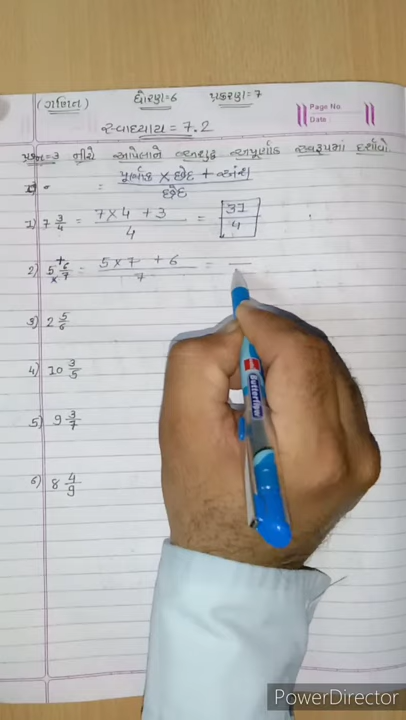 (ગણિત) ધોરણ=6 પ્રકરણ=7
Page No.
Date
સ્વાધ્યાય = 7.2
પ્રશ્ન=3 નીચે આપેલાને અશુદ્ધ અપૂર્ણાંક સ્વરૂપમાં દર્શાવો.
= પૂર્ણાંક × છેદ + અંશ
છેદ
1) 7 3/4 = 7×4 +3 / 4 = 31/4
2) 5 6/7 = 5×7 +6 / 7 =
3) 2 5/6
4) 10 3/5
5) 9 3/7
6) 8 4/9
Butterflow
PowerDirector